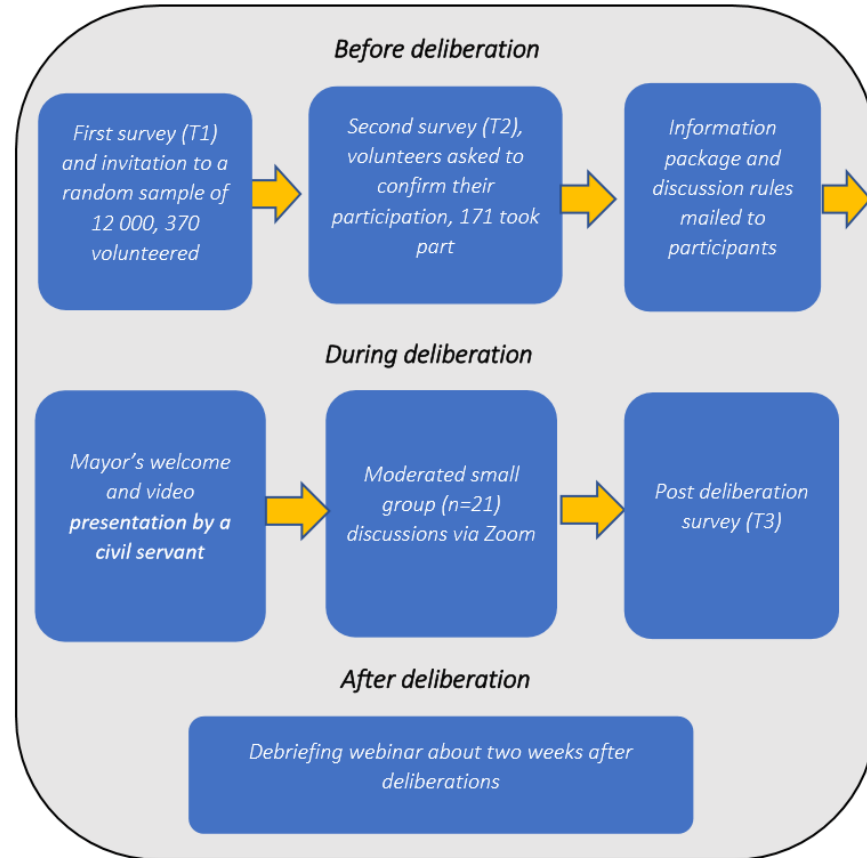 Before deliberation
First survey (T1)
and invitation to a
random sample of
12 000, 370
volunteered
Second survey (T2),
volunteers asked to
confirm their
participation, 171 took
part
Information
package and
discussion rules
mailed to
participants
During deliberation
Mayor’s welcome
and video
presentation by a
civil servant
Moderated small
group (n=21)
discussions via Zoom
Post deliberation
survey (T3)
After deliberation
Debriefing webinar about two weeks after
deliberations